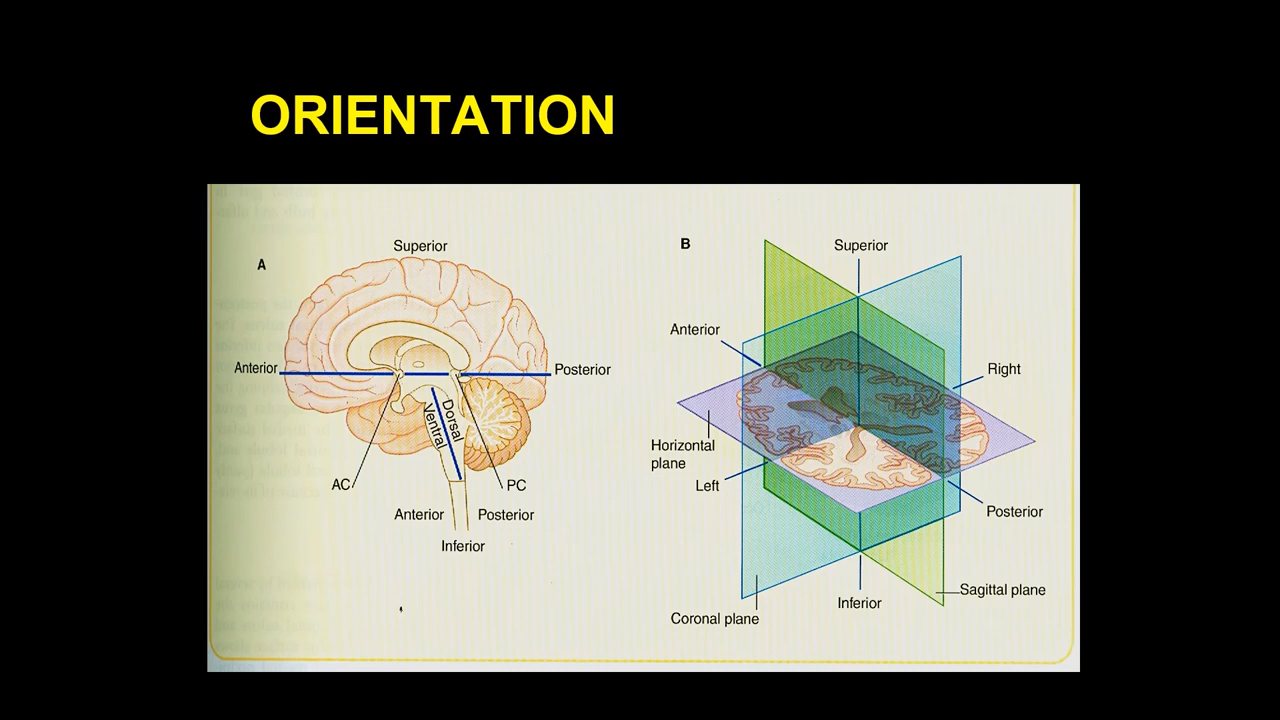 ORIENTATION
A
Superior
Anterior
Posterior
Dorsal
Ventral
AC
PC
Anterior
Posterior
Inferior
B
Superior
Anterior
Right
Horizontal
plane
Left
Posterior
Sagittal plane
Inferior
Coronal plane